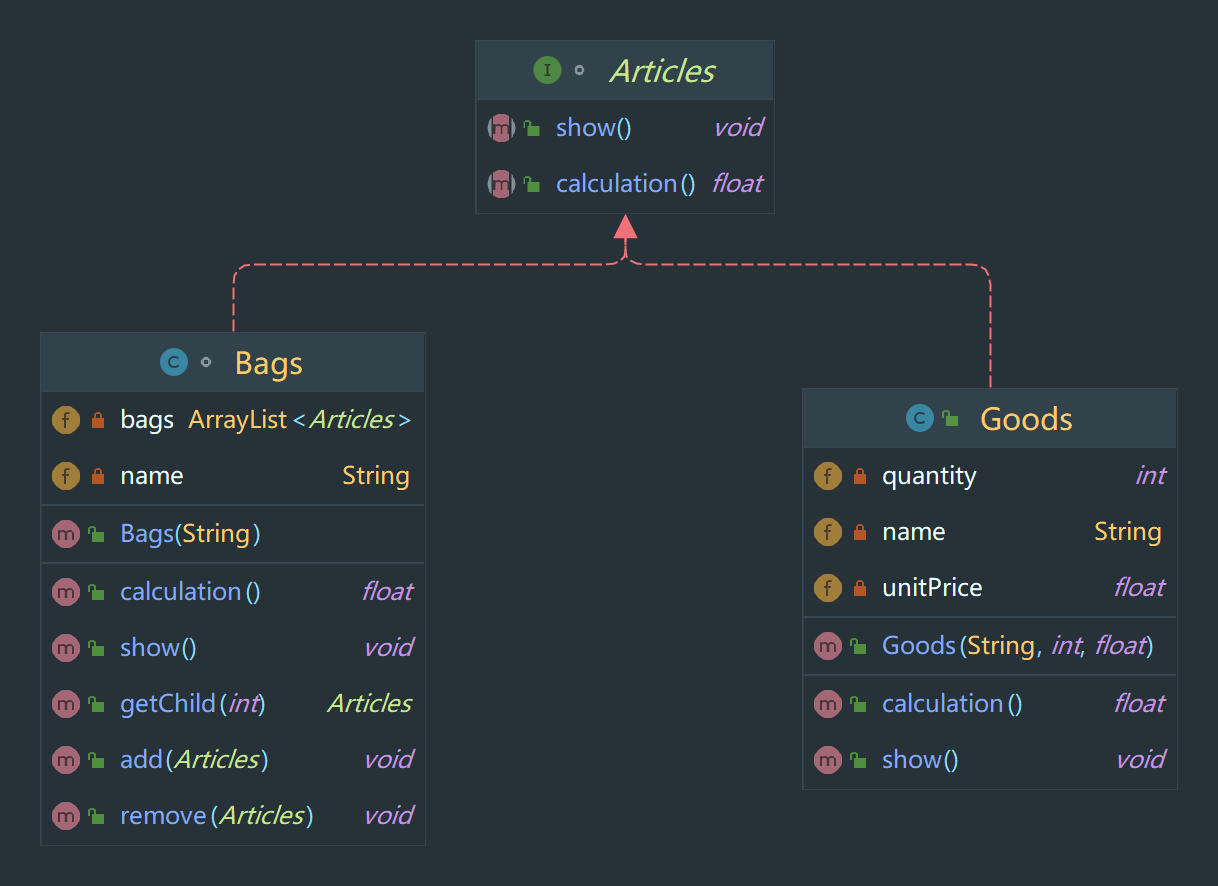 I Articles
m show() void
m calculation() float
C Bags
f bags ArrayList<Articles>
f name String
m Bags(String)
m calculation() float
m show() void
m getChild(int) Articles
m add(Articles) void
m remove(Articles) void
C Goods
f quantity int
f name String
f unitPrice float
m Goods(String, int, float)
m calculation() float
m show() void